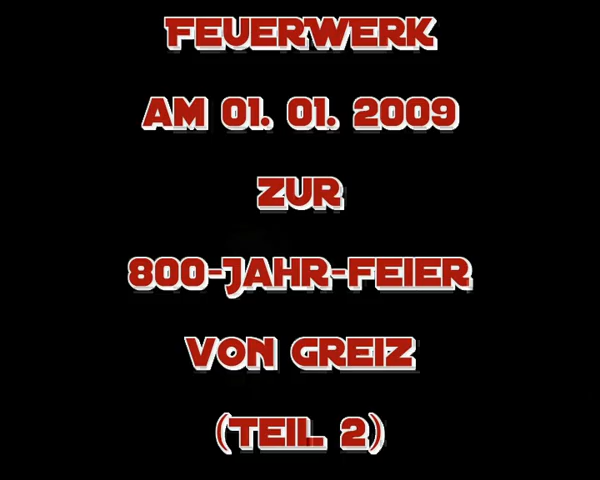 FEUERWERK
AM 01. 01. 2009
ZUR
800-JAHR-FEIER
VON GREIZ
(TEIL 2)